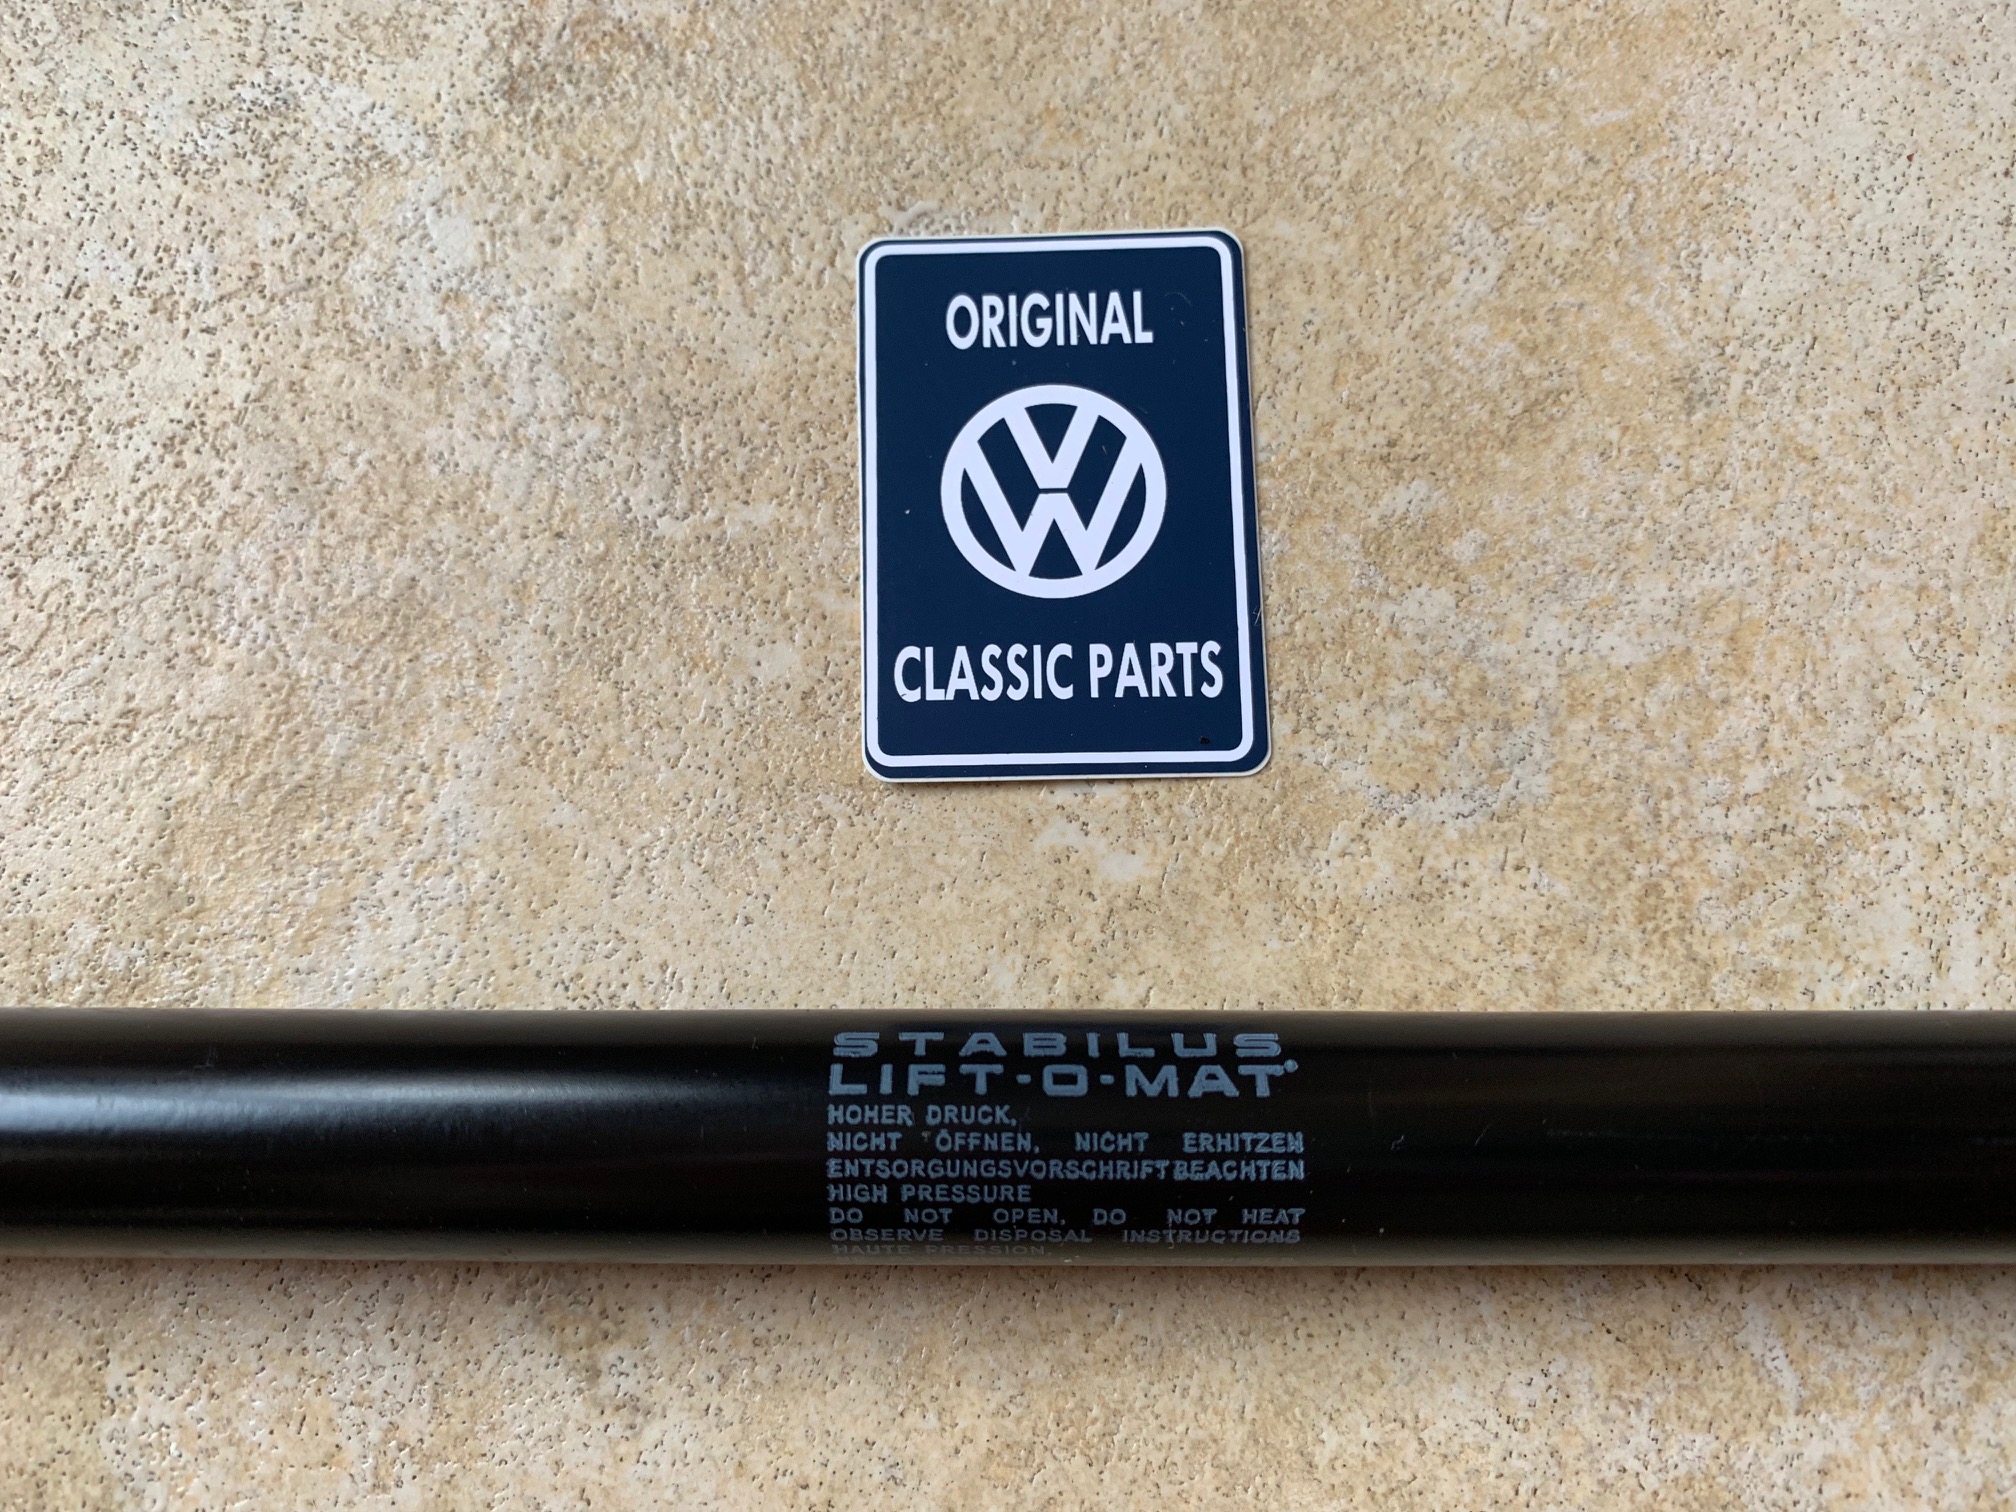 ORIGINAL
VW
CLASSIC PARTS
STABILUS
LIFT-O-MAT®
HOHER DRUCK,
NICHT ÖFFNEN, NICHT ERHITZEN
ENTSORGUNGSVORSCHRIFT BEACHTEN
HIGH PRESSURE
DO NOT OPEN, DO NOT HEAT
OBSERVE DISPOSAL INSTRUCTIONS
HAUTE PRESSION,